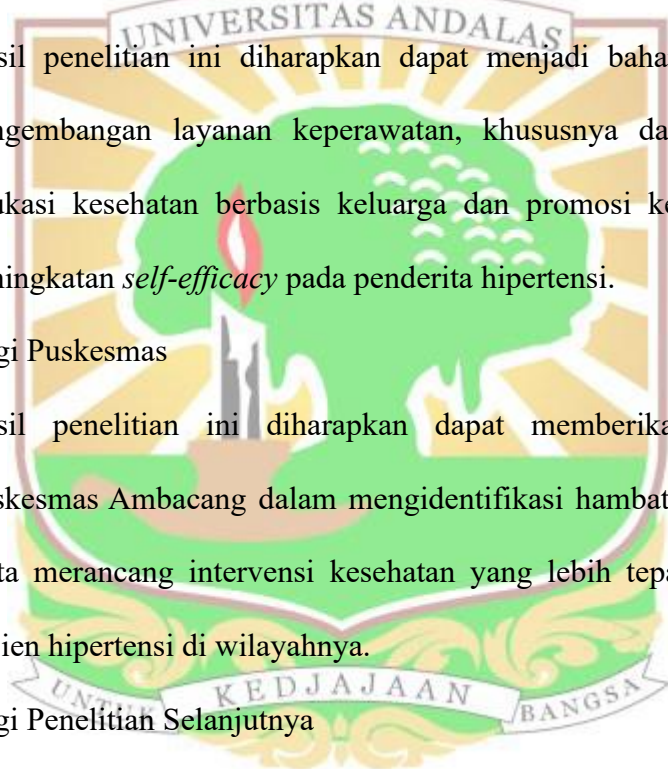 UNIVERSITAS ANDALAS
sil penelitian ini diharapkan dapat menjadi baha
ngembangan layanan keperawatan, khususnya da
ukasi kesehatan berbasis keluarga dan promosi ke
ningkatan self-efficacy pada penderita hipertensi.
gi Puskesmas
sil penelitian ini diharapkan dapat memberika
skesmas Ambacang dalam mengidentifikasi hambat
ta merancang intervensi kesehatan yang lebih tepa
ien hipertensi di wilayahnya.
UNTUK KEDJAJAAN BANGSA
gi Penelitian Selanjutnya